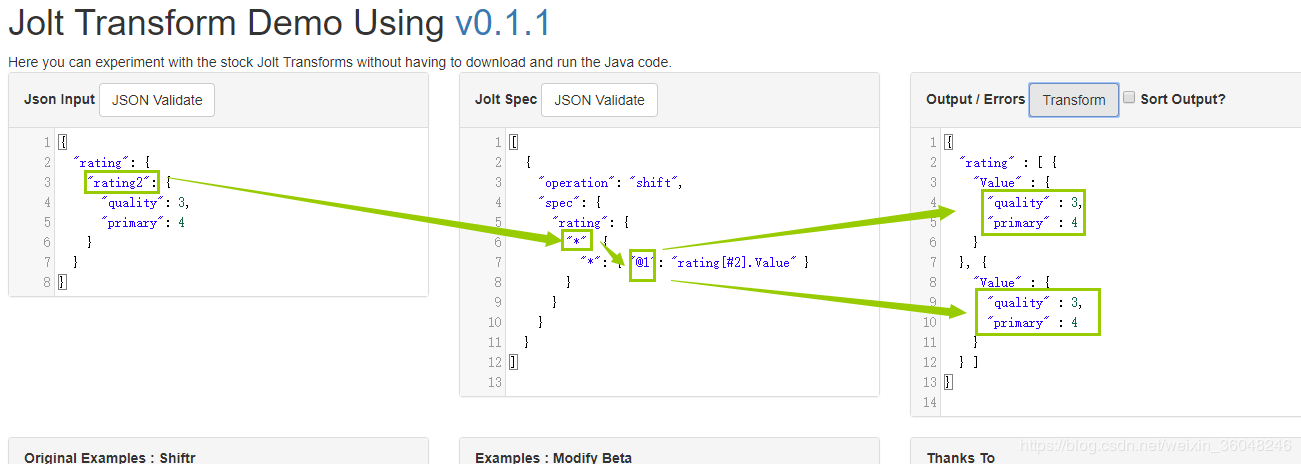 Jolt Transform Demo Using v0.1.1
Here you can experiment with the stock Jolt Transforms without having to download and run the Java code.
Json Input JSON Validate
1 {
2 "rating": {
3 "rating2": {
4 "quality": 3,
5 "primary": 4
6 }
7 }
8 }
Jolt Spec JSON Validate
1 [
2 {
3 "operation": "shift",
4 "spec": {
5 "rating": {
6 "*": {
7 "*": { "@1": "rating[#2].Value" }
8 }
9 }
10 }
11 }
12 ]
13
Output / Errors Transform Sort Output?
1 {
2 "rating" : [ {
3 "Value" : {
4 "quality" : 3,
5 "primary" : 4
6 }
7 }, {
8 "Value" : {
9 "quality" : 3,
10 "primary" : 4
11 }
12 } ]
13 }
14
Original Examples : Shiftr
Examples : Modify Beta
Thanks To
https://blog.csdn.net/weixin_36048246